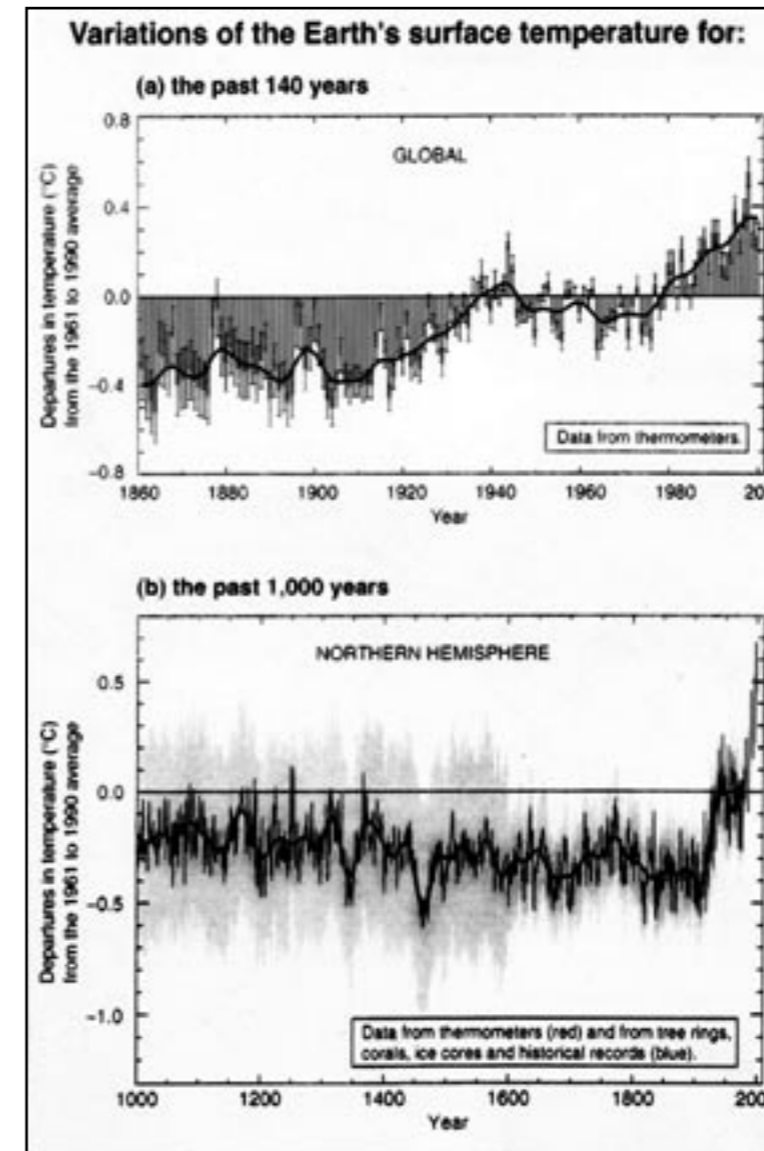 Variations of the Earth's surface temperature for:
(a) the past 140 years
Departures in temperature (°C)
from the 1961 to 1990 average
GLOBAL
0.8
0.4
0.0
−0.4
−0.8
Data from thermometers.
1860 1880 1900 1920 1940 1960 1980 200
Year
(b) the past 1,000 years
Departures in temperature (°C)
from the 1961 to 1990 average
NORTHERN HEMISPHERE
0.5
0.0
−0.5
−1.0
Data from thermometers (red) and from tree rings,
corals, ice cores and historical records (blue).
1000 1200 1400 1600 1800 200
Year